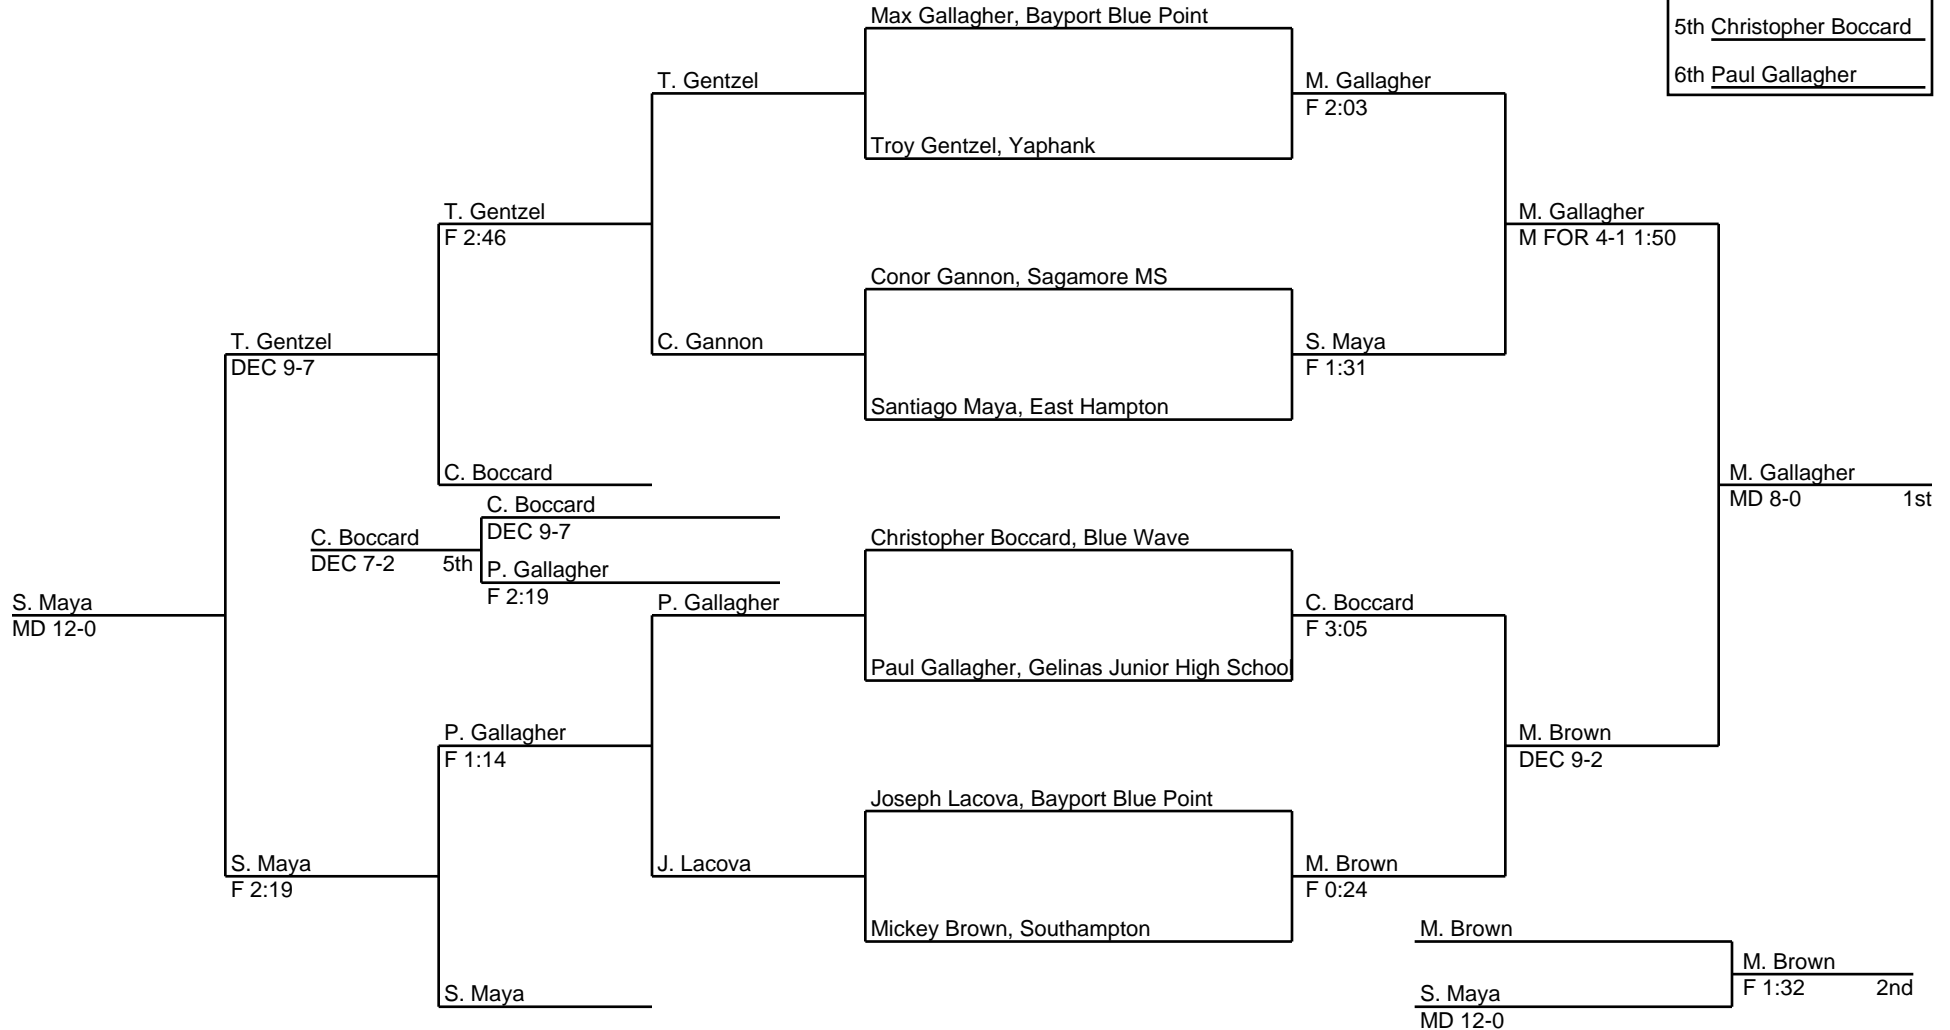 Max Gallagher, Bayport Blue Point
5th Christopher Boccard
6th Paul Gallagher
T. Gentzel
M. Gallagher
F 2:03
Troy Gentzel, Yaphank
T. Gentzel
F 2:46
M. Gallagher
M FOR 4-1 1:50
Conor Gannon, Sagamore MS
T. Gentzel
DEC 9-7
C. Gannon
S. Maya
F 1:31
Santiago Maya, East Hampton
C. Boccard
M. Gallagher
MD 8-0 1st
C. Boccard
DEC 9-7
C. Boccard
DEC 7-2 5th
P. Gallagher
F 2:19
Christopher Boccard, Blue Wave
S. Maya
MD 12-0
P. Gallagher
C. Boccard
F 3:05
Paul Gallagher, Gelinas Junior High School
P. Gallagher
F 1:14
M. Brown
DEC 9-2
Joseph Lacova, Bayport Blue Point
S. Maya
F 2:19
J. Lacova
M. Brown
F 0:24
Mickey Brown, Southampton
M. Brown
M. Brown
F 1:32 2nd
S. Maya
S. Maya
MD 12-0